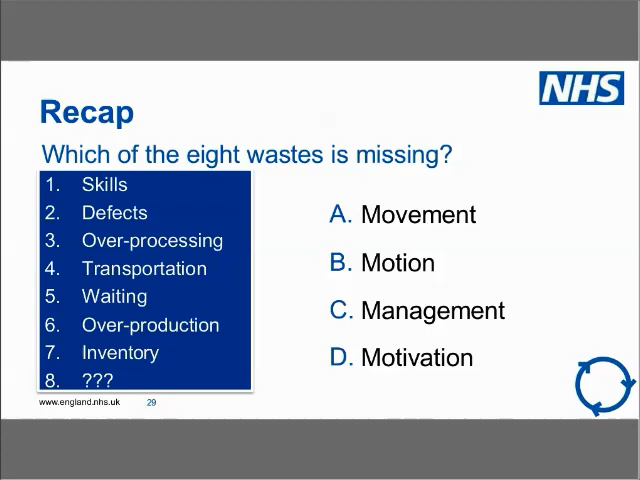 NHS
Recap
Which of the eight wastes is missing?
1. Skills
2. Defects
3. Over-processing
4. Transportation
5. Waiting
6. Over-production
7. Inventory
8. ???
A. Movement
B. Motion
C. Management
D. Motivation
www.england.nhs.uk 29